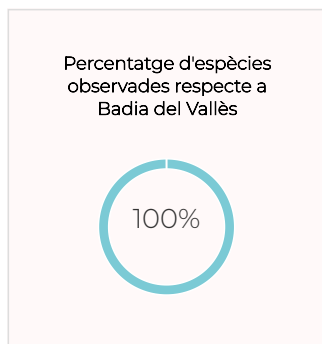 Percentatge d'espècies
observades respecte a
Badia del Vallès
100%